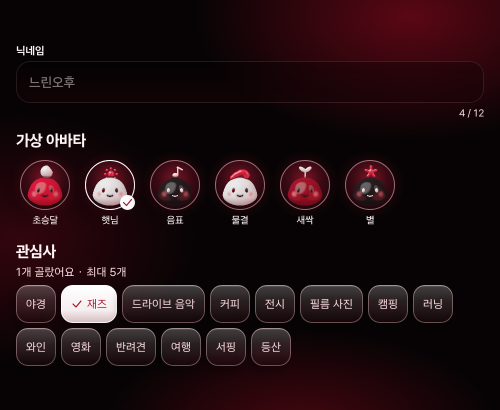 닉네임
느린오후
4 / 12
가상 아바타
초승달 햇님 음표 물결 새싹 별
관심사
1개 골랐어요 · 최대 5개
야경 재즈 드라이브 음악 커피 전시 필름 사진 캠핑 러닝
와인 영화 반려견 여행 서핑 등산